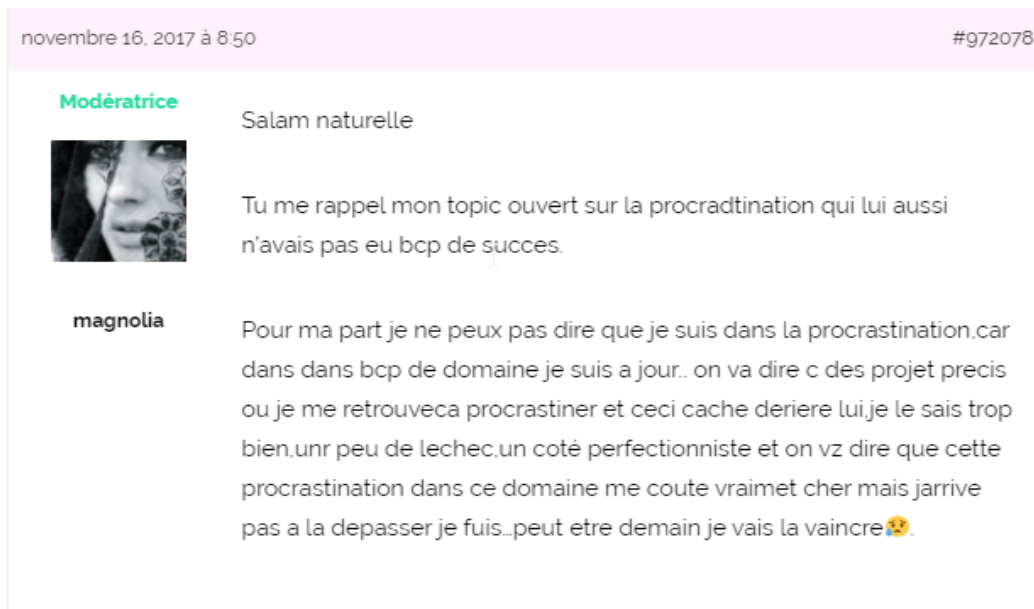 novembre 16, 2017 à 8:50
#972078
Modératrice
magnolia
Salam naturelle
Tu me rappel mon topic ouvert sur la procradtination qui lui aussi
n'avais pas eu bcp de succes.
Pour ma part je ne peux pas dire que je suis dans la procrastination,car
dans dans bcp de domaine je suis a jour.. on va dire c des projet precis
ou je me retrouveca procrastiner et ceci cache deriere lui,je le sais trop
bien,unr peu de lechec,un coté perfectionniste et on vz dire que cette
procrastination dans ce domaine me coute vraimet cher mais jarrive
pas a la depasser je fuis…peut etre demain je vais la vaincre😥.